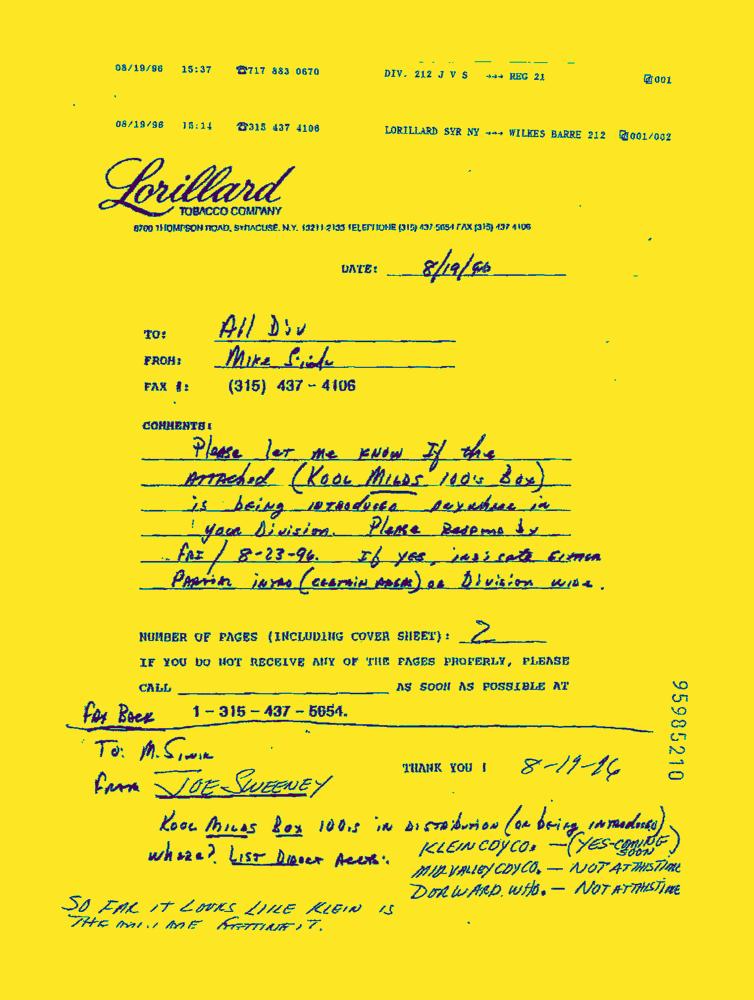 08/19/96 15:37 ☎717 883 0670 DIV. 212 J V S →→→ REG 21 001
08/19/96 15:14 ☎315 437 4106 LORILLARD SYR NY →→→ WILKES BARRE 212 001/002
Lorillard
TOBACCO COMPANY
6700 THOMPSON ROAD, SYRACUSE, N.Y. 13211-2135 TELEPHONE (315) 437-5654 FAX (315) 437-4106
DATE: 8/19/96
TO: All Div
FROM: Mike
FAX #: (315) 437-4106
COMMENTS:
Please let me know If the
Attached (Kool Milds 100's Box)
is being introduced anywhere in
your Division. Please Respond by
FRI / 8-23-96. If yes, indicate Either
Partial intro (certain areas) or Division wide.
NUMBER OF PAGES (INCLUDING COVER SHEET): 2
IF YOU DO NOT RECEIVE ANY OF THE PAGES PROPERLY, PLEASE
CALL AS SOON AS POSSIBLE AT
1-315-437-5654.
Fax Back
To: M.
THANK YOU ! 8-19-96
From JOE SWEENEY
Kool Milds Box 100's in Distribution (or being introduced)
where? List Direct Accts:
KLEIN CDY CO. — (YES-COMING SOON)
MID VALLEY CDY CO. — NOT AT THIS TIME
DORWARD WHO. — NOT AT THIS TIME
SO FAR IT LOOKS LIKE KLEIN IS
THE ONLY ONE GETTING IT.
95985210